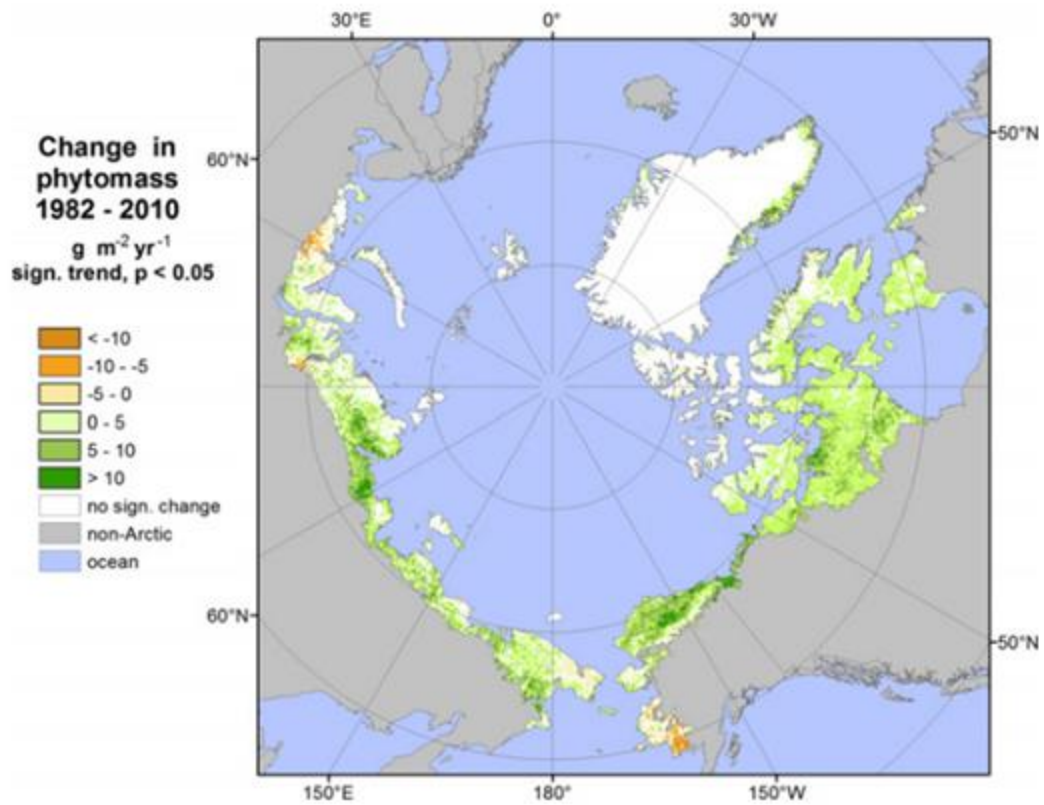 30°E 0° 30°W
Change in
phytomass
1982 - 2010
g m-2 yr-1
sign. trend, p < 0.05
< -10
-10 - -5
-5 - 0
0 - 5
5 - 10
> 10
no sign. change
non-Arctic
ocean
60°N
50°N
60°N
50°N
150°E 180° 150°W